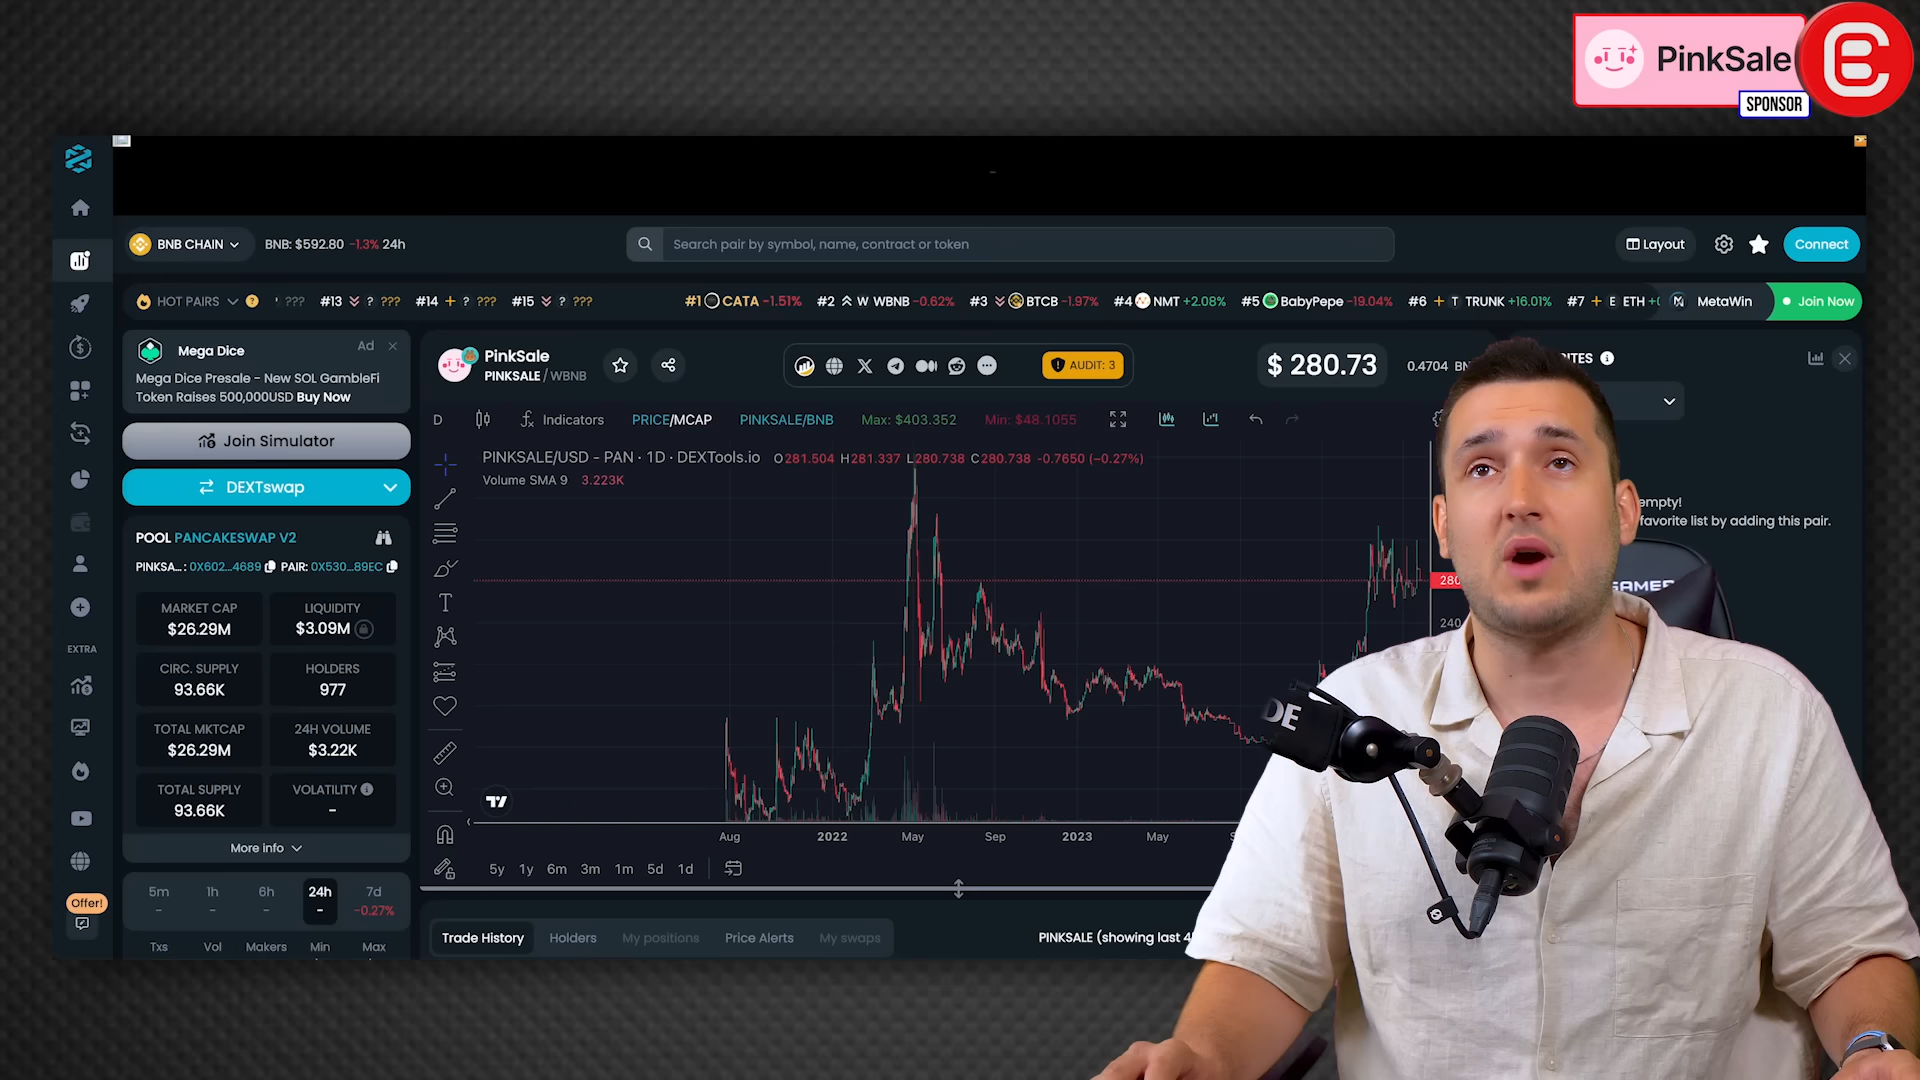 PinkSale
SPONSOR
BNB CHAIN
BNB: $592.80 -1.3% 24h
Search pair by symbol, name, contract or token
Layout
Connect
HOT PAIRS ? ' ??? #13 ? ??? #14 ? ??? #15 ? ??? #1 CATA -1.51% #2 W WBNB -0.62% #3 BTCB -1.97% #4 NMT +2.08% #5 BabyPepe -19.04% #6 T TRUNK +16.01% #7 E ETH +0 MetaWin Join Now
Mega Dice
Ad
Mega Dice Presale - New SOL GambleFi
Token Raises 500,000USD Buy Now
Join Simulator
DEXTswap
POOL PANCAKESWAP V2
PINKSA...: 0X602...4689 PAIR: 0X530...89EC
MARKET CAP
$26.29M
LIQUIDITY
$3.09M
CIRC. SUPPLY
93.66K
HOLDERS
977
TOTAL MKTCAP
$26.29M
24H VOLUME
$3.22K
TOTAL SUPPLY
93.66K
VOLATILITY
-
More info
5m 1h 6h 24h 7d
- - - - -0.27%
Txs Vol Makers Min Max
EXTRA
Offer!
PinkSale
PINKSALE / WBNB
AUDIT: 3
$ 280.73
0.4704
D Indicators PRICE/MCAP PINKSALE/BNB Max: $403.352 Min: $48.1055
PINKSALE/USD - PAN · 1D · DEXTools.io O281.504 H281.337 L280.738 C280.738 -0.7650 (-0.27%)
Volume SMA 9 3.223K
280
240
Aug 2022 May Sep 2023 May
5y 1y 6m 3m 1m 5d 1d
Trade History Holders My positions Price Alerts My swaps
PINKSALE (showing last
empty!
favorite list by adding this pair.